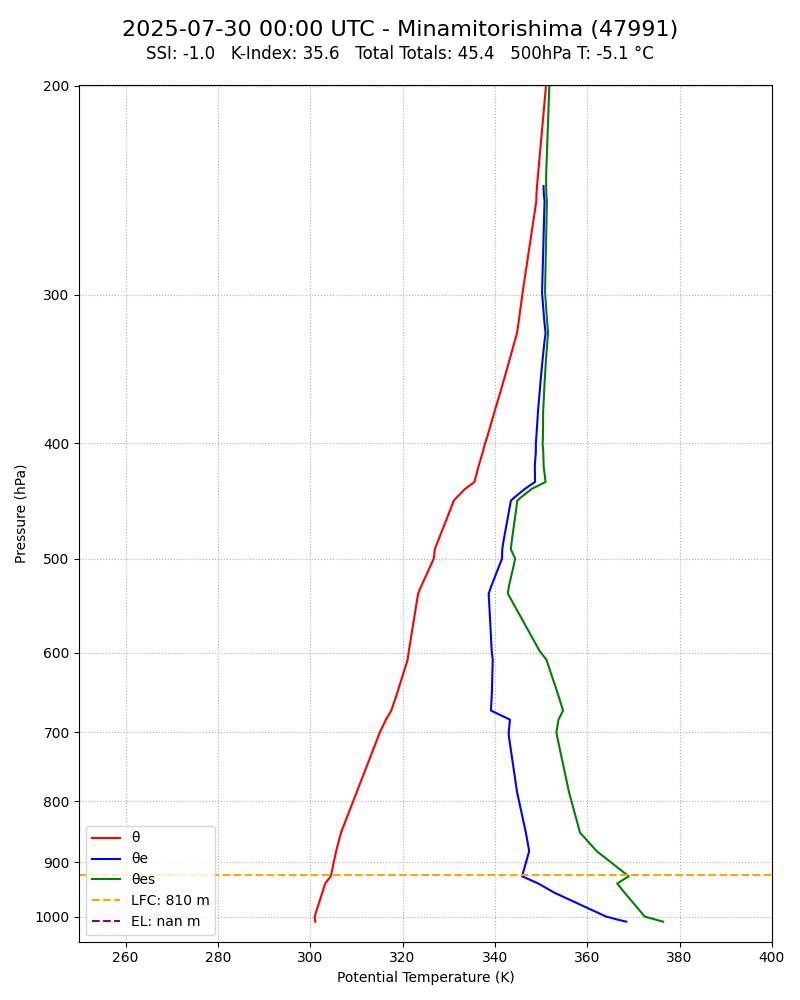 2025-07-30 00:00 UTC - Minamitorishima (47991)
SSI: -1.0   K-Index: 35.6   Total Totals: 45.4   500hPa T: -5.1 °C
Pressure (hPa)
200
300
400
500
600
700
800
900
1000
θ
θe
θes
LFC: 810 m
EL: nan m
260 280 300 320 340 360 380 400
Potential Temperature (K)